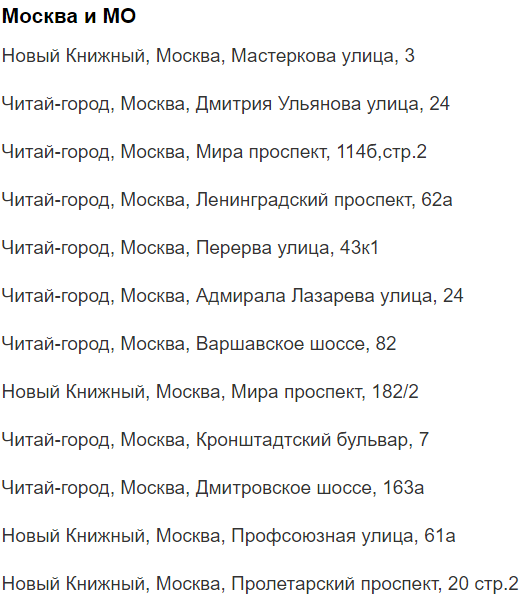 Москва и МО
Новый Книжный, Москва, Мастеркова улица, 3
Читай-город, Москва, Дмитрия Ульянова улица, 24
Читай-город, Москва, Мира проспект, 114б,стр.2
Читай-город, Москва, Ленинградский проспект, 62а
Читай-город, Москва, Перерва улица, 43к1
Читай-город, Москва, Адмирала Лазарева улица, 24
Читай-город, Москва, Варшавское шоссе, 82
Новый Книжный, Москва, Мира проспект, 182/2
Читай-город, Москва, Кронштадтский бульвар, 7
Читай-город, Москва, Дмитровское шоссе, 163а
Новый Книжный, Москва, Профсоюзная улица, 61а
Новый Книжный, Москва, Пролетарский проспект, 20 стр.2